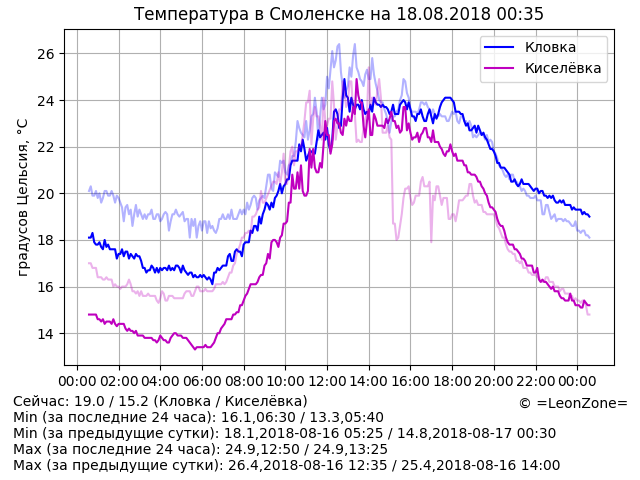 Температура в Смоленске на 18.08.2018 00:35
градусов Цельсия, °C
26
24
22
20
18
16
14
Кловка
Киселёвка
00:00 02:00 04:00 06:00 08:00 10:00 12:00 14:00 16:00 18:00 20:00 22:00 00:00
Сейчас: 19.0 / 15.2 (Кловка / Киселёвка)
© =LeonZone=
Min (за последние 24 часа): 16.1,06:30 / 13.3,05:40
Min (за предыдущие сутки): 18.1,2018-08-16 05:25 / 14.8,2018-08-17 00:30
Max (за последние 24 часа): 24.9,12:50 / 24.9,13:25
Max (за предыдущие сутки): 26.4,2018-08-16 12:35 / 25.4,2018-08-16 14:00